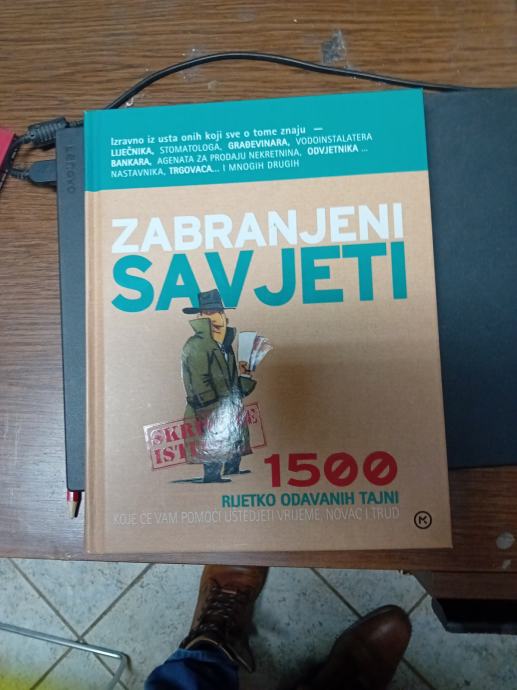 Izravno iz usta onih koji sve o tome znaju —
LIJEČNIKA, STOMATOLOGA, GRAĐEVINARA, VODOINSTALATERA
BANKARA, AGENATA ZA PRODAJU NEKRETNINA, ODVJETNIKA ...
NASTAVNIKA, TRGOVACA... I MNOGIH DRUGIH
ZABRANJENI
SAVJETI
1500
RIJETKO ODAVANIH TAJNI
KOJE ĆE VAM POMOĆI UŠTEDJETI VRIJEME, NOVAC I TRUD
Lenovo